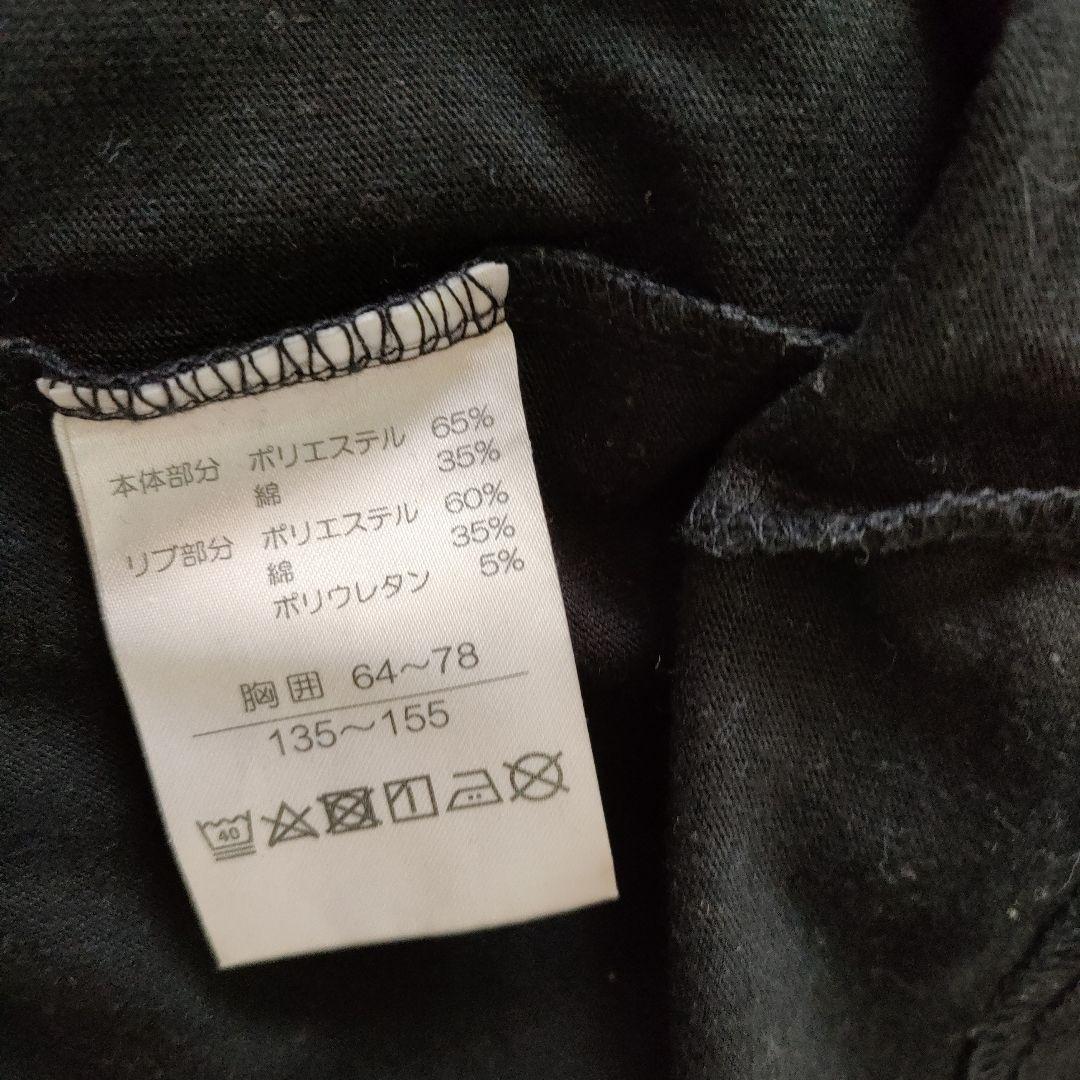 本体部分 ポリエステル 65%
綿 35%
リブ部分 ポリエステル 60%
綿 35%
ポリウレタン 5%
胸囲 64～78
135～155
40